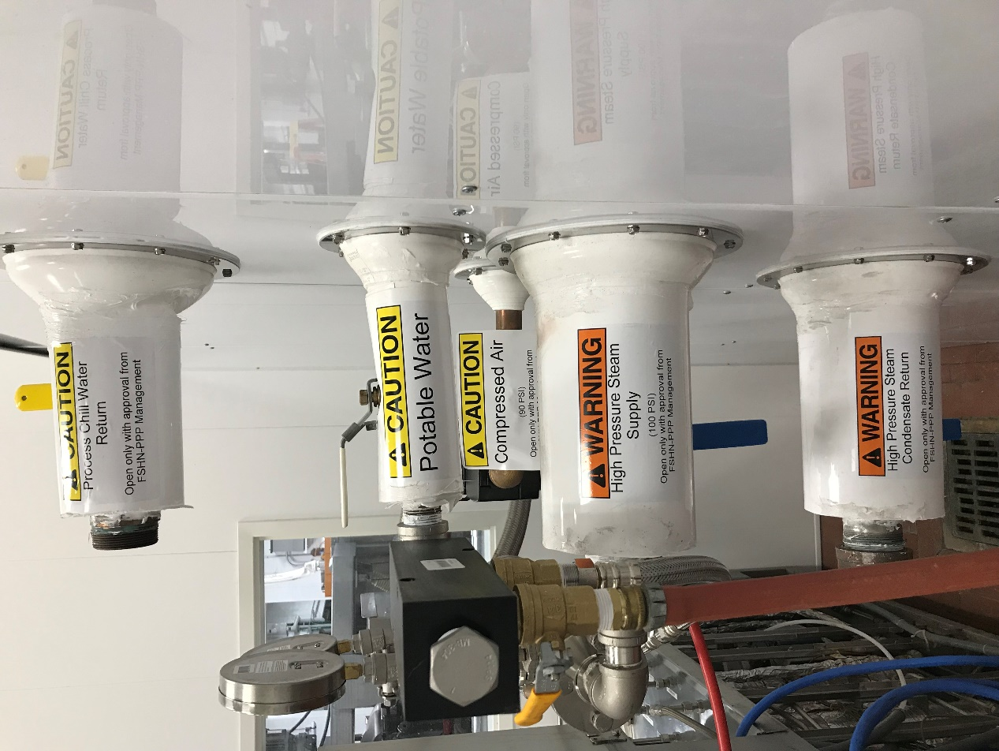 CAUTION
Process Chill Water
Return
Open only with approval from
FSHN-PPP Management
CAUTION
Potable Water
CAUTION
Compressed Air
(90 PSI)
Open only with approval from
WARNING
High Pressure Steam
Supply
(100 PSI)
Open only with approval from
FSHN-PPP Management
WARNING
High Pressure Steam
Condensate Return
Open only with approval from
FSHN-PPP Management